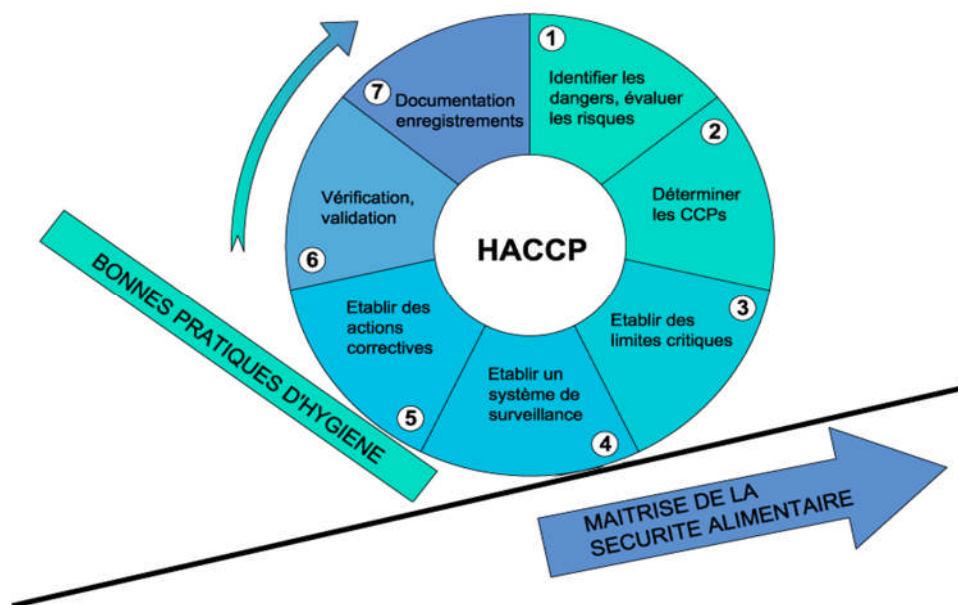 1
Identifier les
dangers, évaluer
les risques
2
Déterminer
les CCPs
3
Etablir des
limites critiques
4
Etablir un
système de
surveillance
5
Etablir des
actions
correctives
6
Vérification,
validation
7
Documentation
enregistrements
HACCP
BONNES PRATIQUES D'HYGIENE
MAITRISE DE LA
SECURITE ALIMENTAIRE